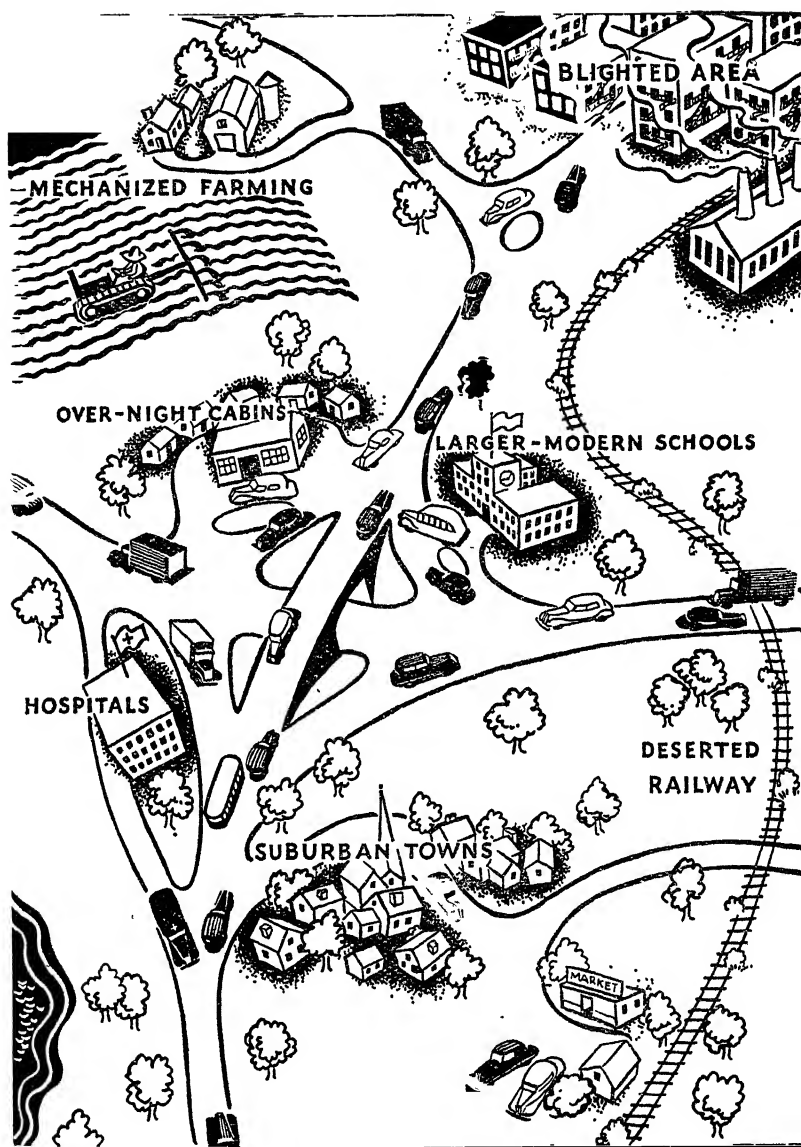 BLIGHTED AREA
MECHANIZED FARMING
OVER-NIGHT CABINS
LARGER-MODERN SCHOOLS
HOSPITALS
DESERTED
RAILWAY
SUBURBAN TOWNS
MARKET